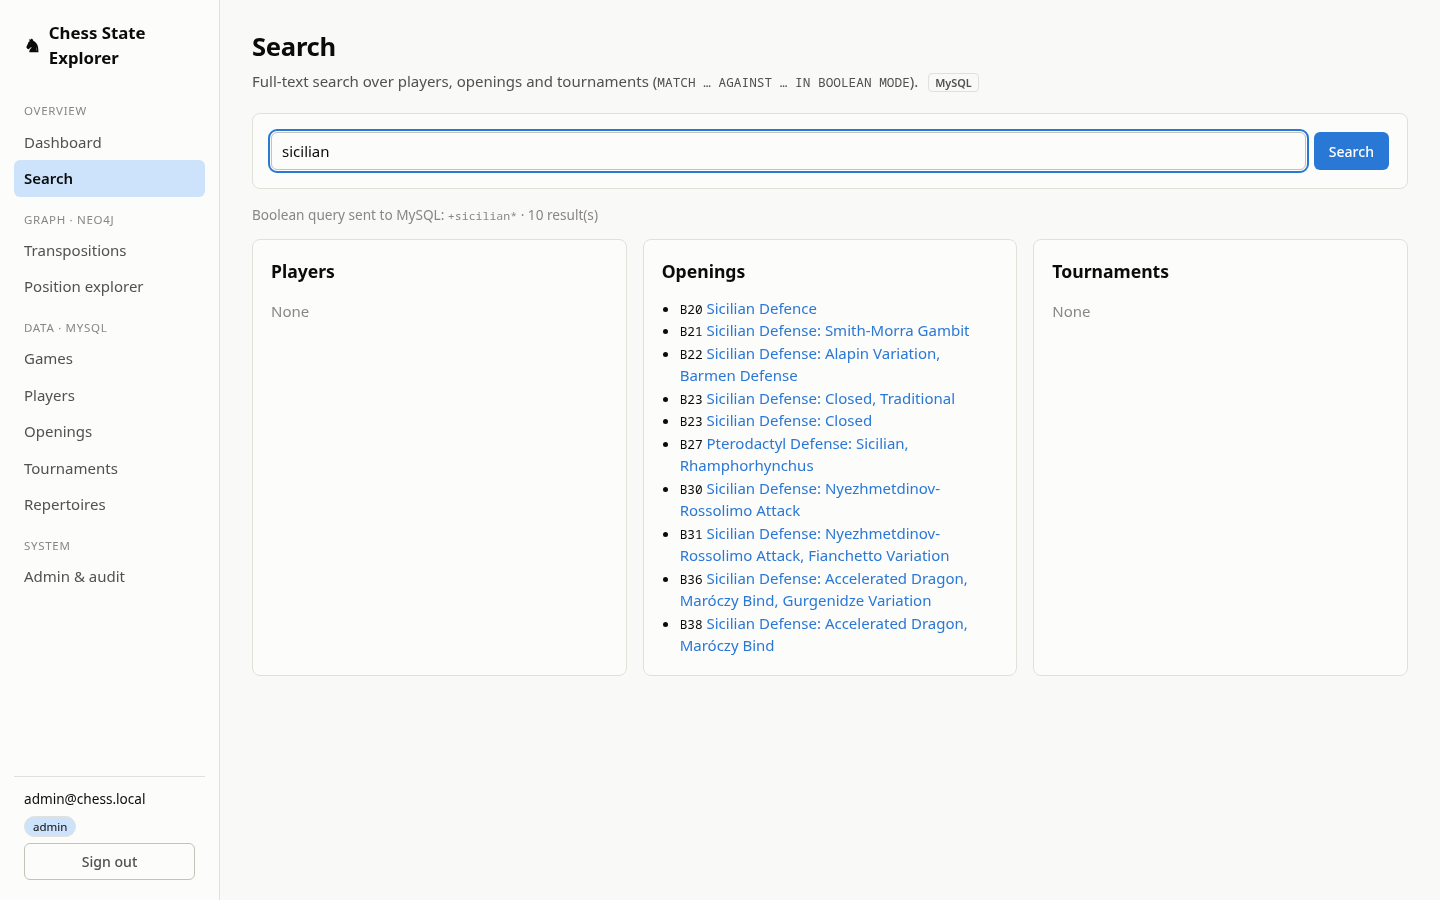 ♞ Chess State
Explorer
OVERVIEW
Dashboard
Search
GRAPH · NEO4J
Transpositions
Position explorer
DATA · MYSQL
Games
Players
Openings
Tournaments
Repertoires
SYSTEM
Admin & audit
admin@chess.local
admin
Sign out
Search
Full-text search over players, openings and tournaments (MATCH … AGAINST … IN BOOLEAN MODE). MySQL
sicilian
Search
Boolean query sent to MySQL: +sicilian* · 10 result(s)
Players
None
Openings
B20 Sicilian Defence
B21 Sicilian Defense: Smith-Morra Gambit
B22 Sicilian Defense: Alapin Variation,
Barmen Defense
B23 Sicilian Defense: Closed, Traditional
B23 Sicilian Defense: Closed
B27 Pterodactyl Defense: Sicilian,
Rhamphorhynchus
B30 Sicilian Defense: Nyezhmetdinov-
Rossolimo Attack
B31 Sicilian Defense: Nyezhmetdinov-
Rossolimo Attack, Fianchetto Variation
B36 Sicilian Defense: Accelerated Dragon,
Maróczy Bind, Gurgenidze Variation
B38 Sicilian Defense: Accelerated Dragon,
Maróczy Bind
Tournaments
None